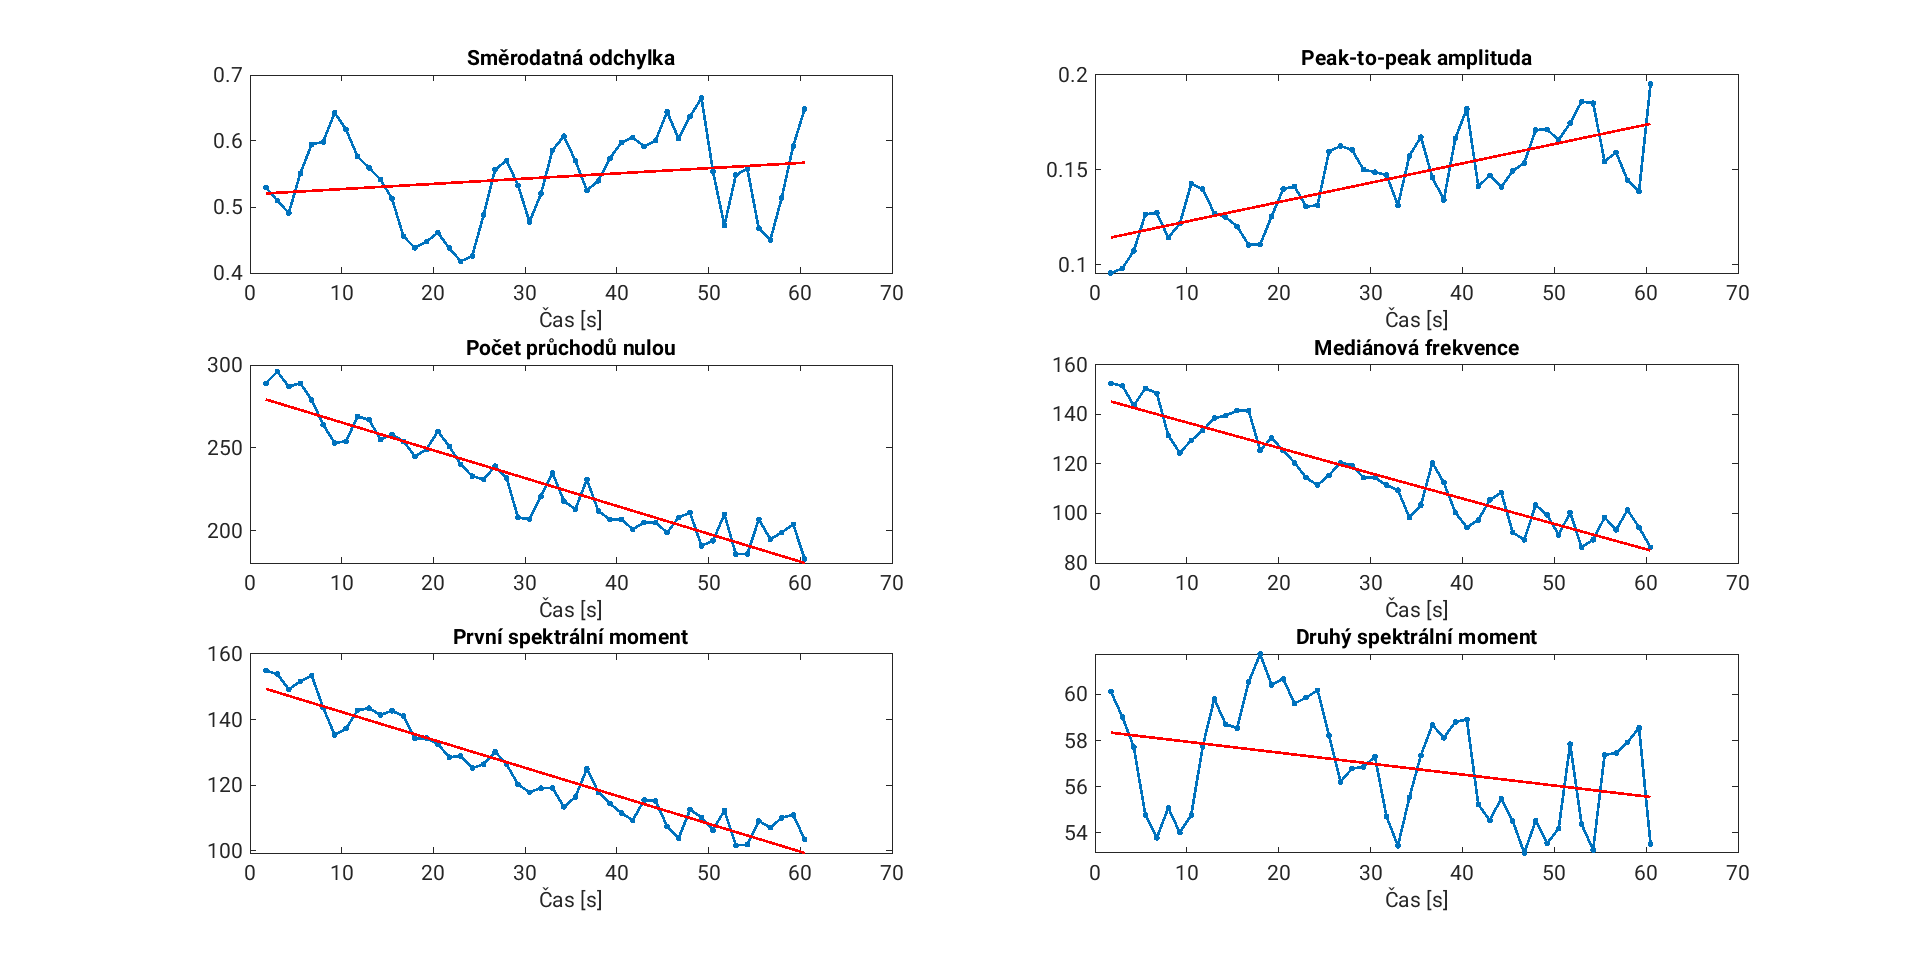 Směrodatná odchylka
0.7
0.6
0.5
0.4
0 10 20 30 40 50 60 70
Čas [s]
Peak-to-peak amplituda
0.2
0.15
0.1
0 10 20 30 40 50 60 70
Čas [s]
Počet průchodů nulou
300
250
200
0 10 20 30 40 50 60 70
Čas [s]
Mediánová frekvence
160
140
120
100
80
0 10 20 30 40 50 60 70
Čas [s]
První spektrální moment
160
140
120
100
0 10 20 30 40 50 60 70
Čas [s]
Druhý spektrální moment
60
58
56
54
0 10 20 30 40 50 60 70
Čas [s]